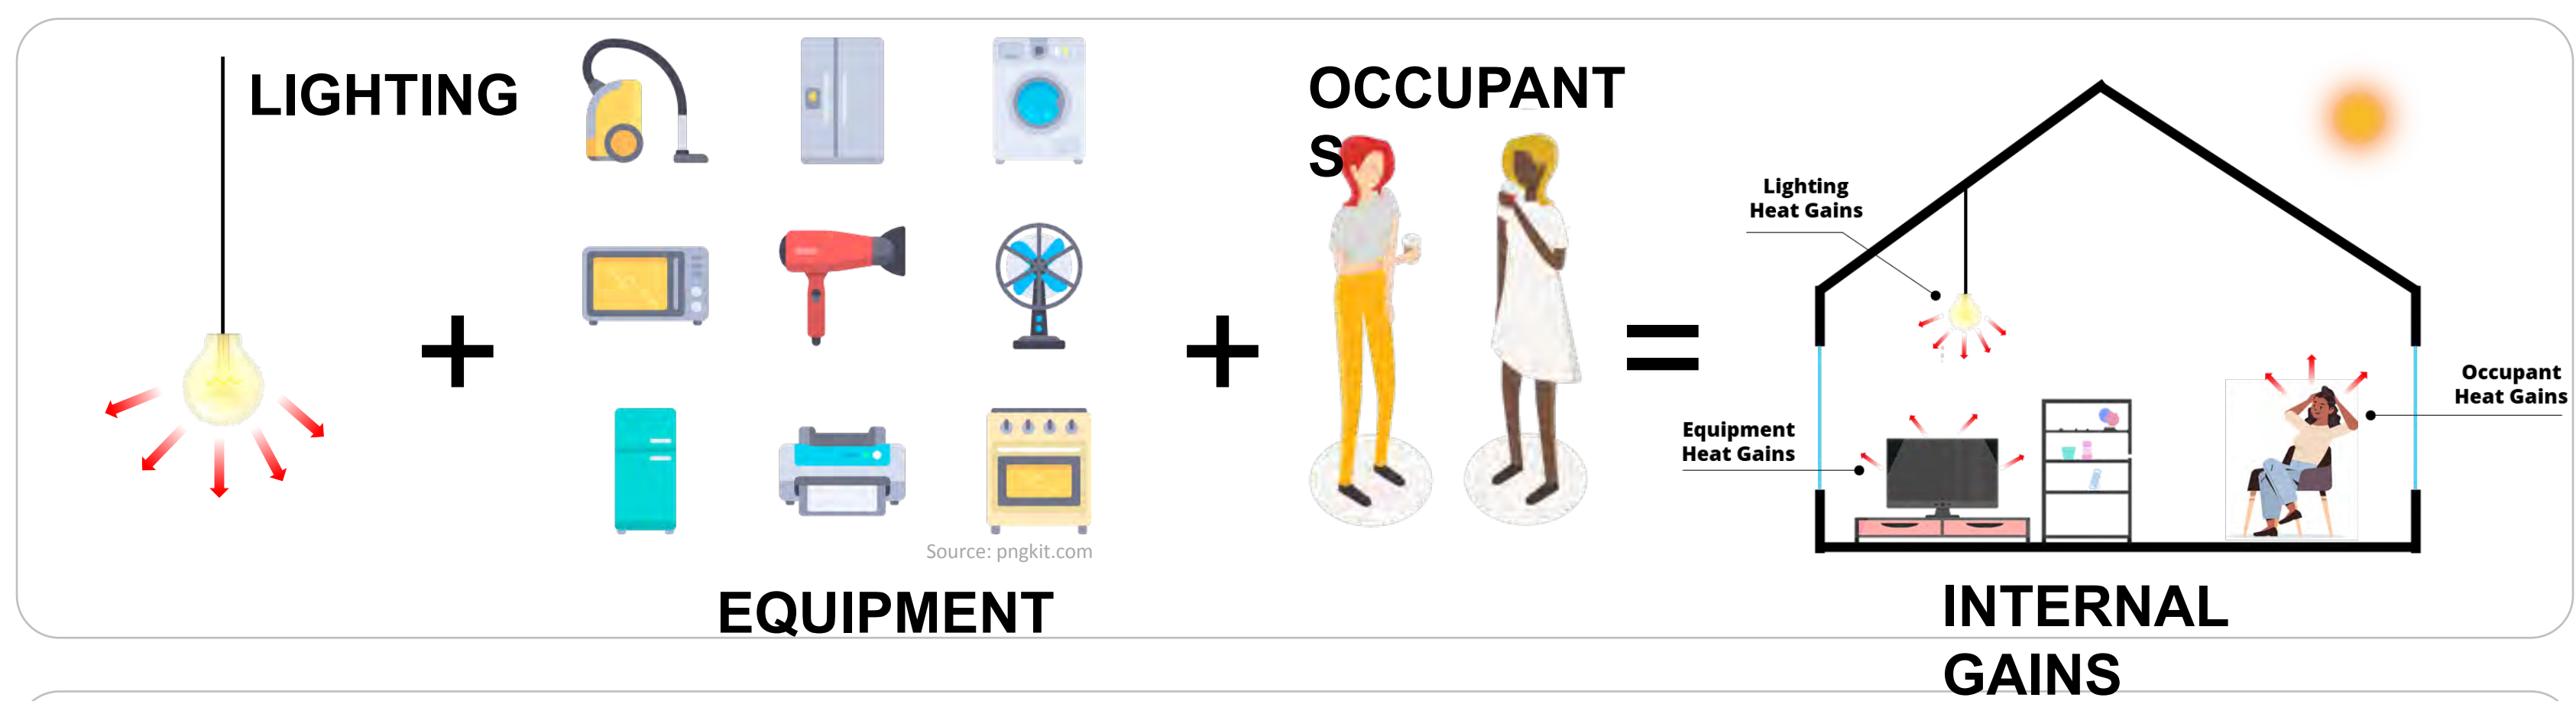 LIGHTING
+
Source: pngkit.com
EQUIPMENT
+
OCCUPANT
S
=
Lighting
Heat Gains
Equipment
Heat Gains
Occupant
Heat Gains
INTERNAL
GAINS